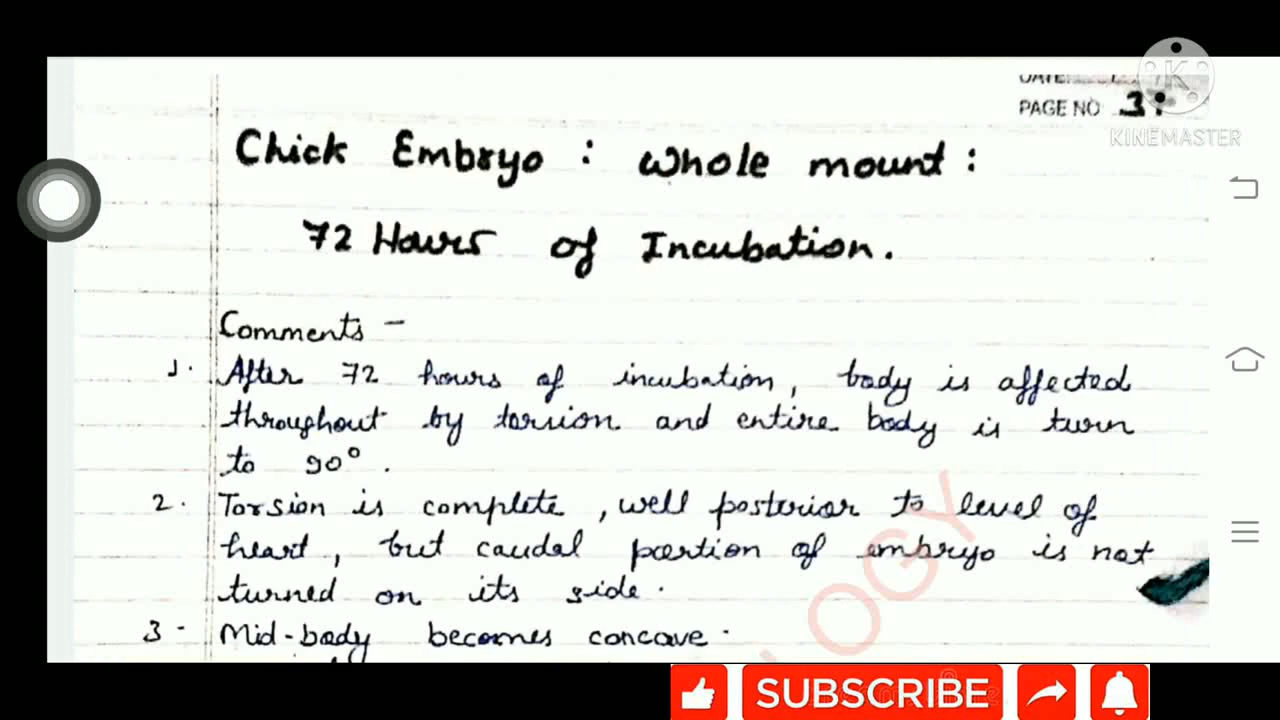 DATE:
PAGE NO 3.
KINEMASTER
Chick Embryo : Whole mount :
72 Hours of Incubation.
Comments -
1. After 72 hours of incubation, body is affected
throughout by torsion and entire body is turn
to 90°.
2. Torsion is complete, well posterior to level of
heart, but caudal portion of embryo is not
turned on its side.
3- Mid-body becomes concave.
OGY
SUBSCRIBE